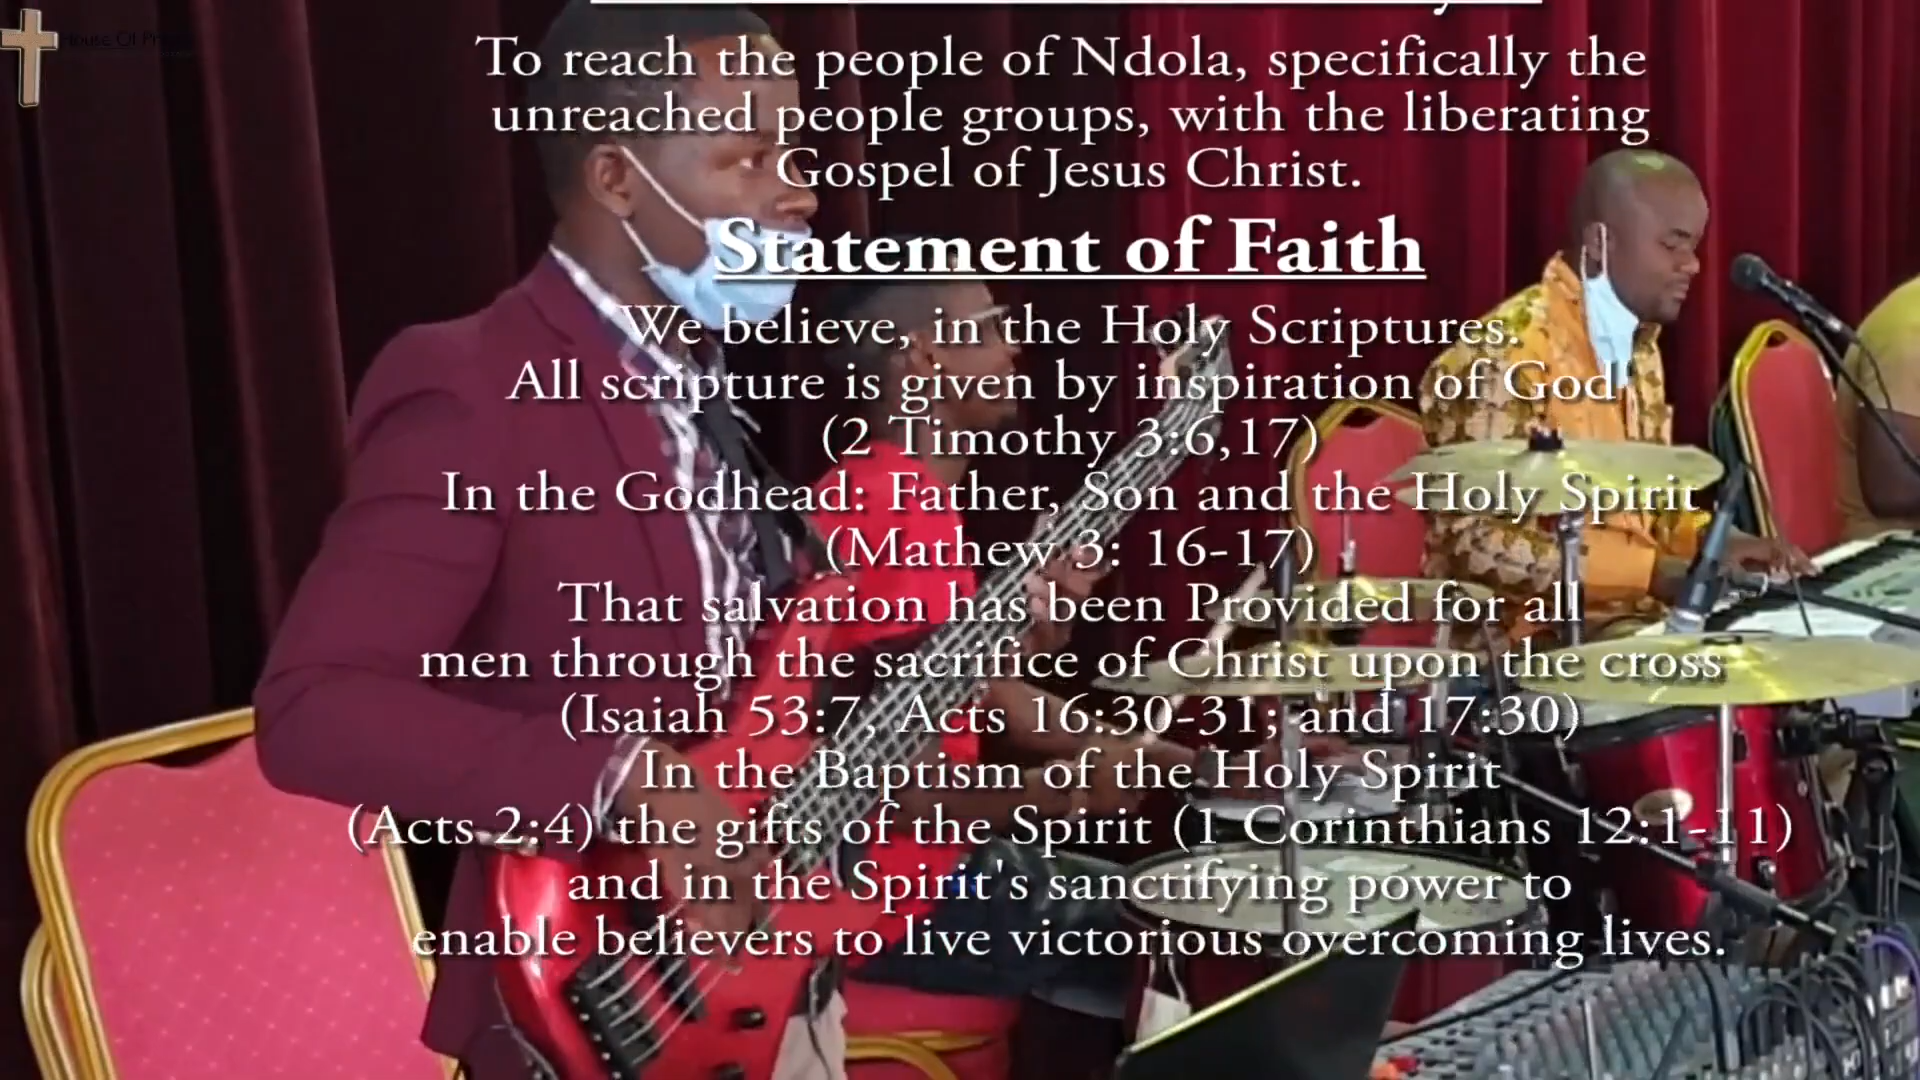 House Of
To reach the people of Ndola, specifically the
unreached people groups, with the liberating
Gospel of Jesus Christ.
Statement of Faith
We believe, in the Holy Scriptures.
All scripture is given by inspiration of God
(2 Timothy 3:6,17)
In the Godhead: Father, Son and the Holy Spirit
(Mathew 3: 16-17)
That salvation has been Provided for all
men through the sacrifice of Christ upon the cross
(Isaiah 53:7, Acts 16:30-31; and 17:30)
In the Baptism of the Holy Spirit
(Acts 2:4) the gifts of the Spirit (1 Corinthians 12:1-11)
and in the Spirit's sanctifying power to
enable believers to live victorious overcoming lives.